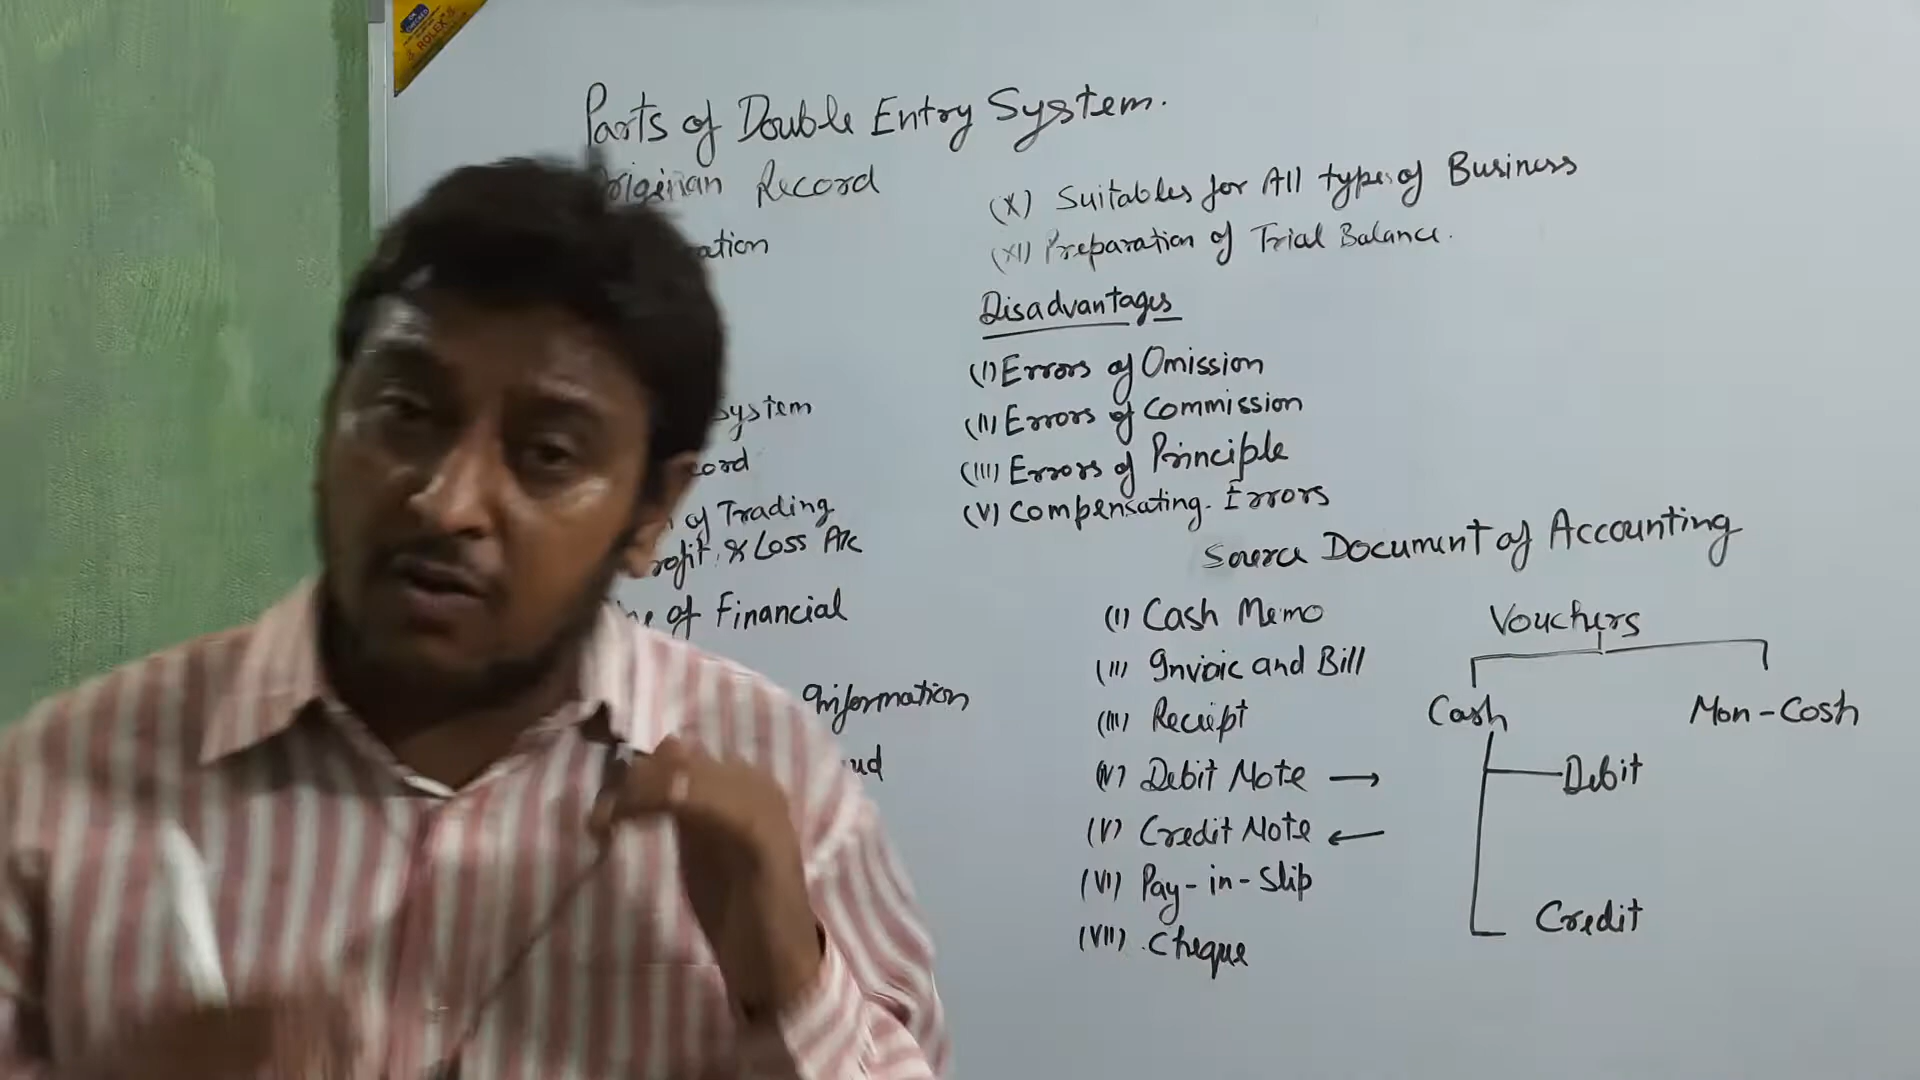 ROLEX
Parts of Double Entry System.
Origenian Record
ation
system
cord
of Trading
rofit & Loss A/c
of Financial
Information
ud
(X) Suitables for All types of Business
(XI) Preparation of Trial Balance.
Disadvantages
(I) Errors of Omission
(II) Errors of Commission
(III) Errors of Principle
(V) Compensating Errors
Source Document of Accounting
(I) Cash Memo
(II) Invoic and Bill
(III) Reciept
(IV) Debit Note →
(V) Credit Note ←
(VI) Pay-in-Slip
(VII) Cheque
Vouchers
Cash
Non-Cash
Debit
Credit